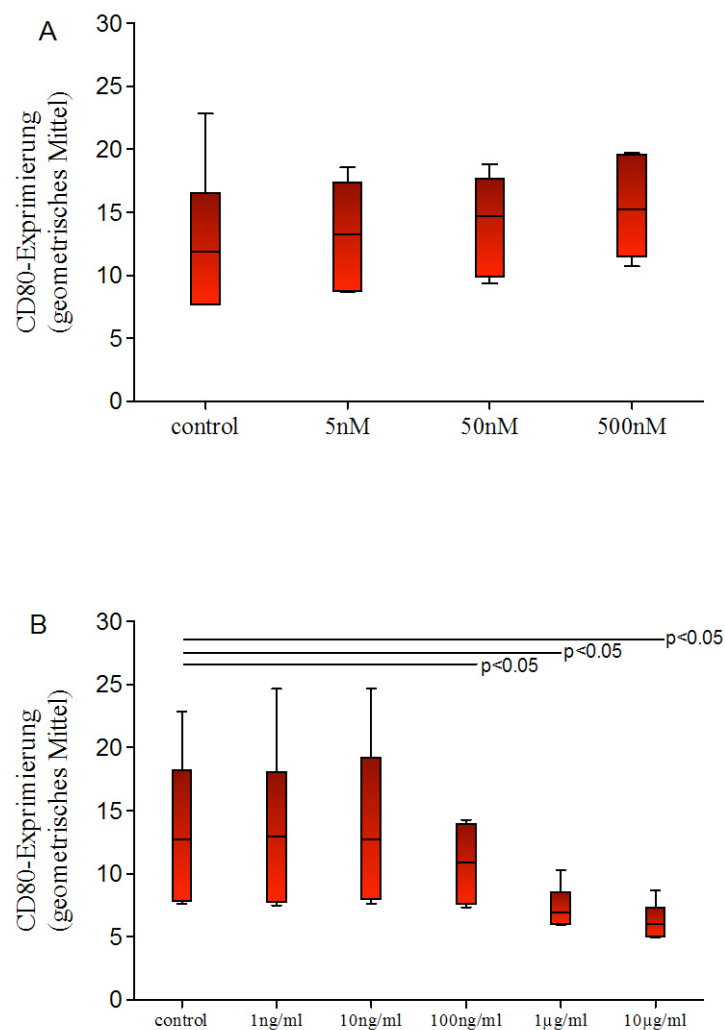 A
CD80-Exprimierung
(geometrisches Mittel)
30
25
20
15
10
5
0
control 5nM 50nM 500nM
B
CD80-Exprimierung
(geometrisches Mittel)
30
25
20
15
10
5
0
p<0.05
p<0.05
p<0.05
control 1ng/ml 10ng/ml 100ng/ml 1µg/ml 10µg/ml